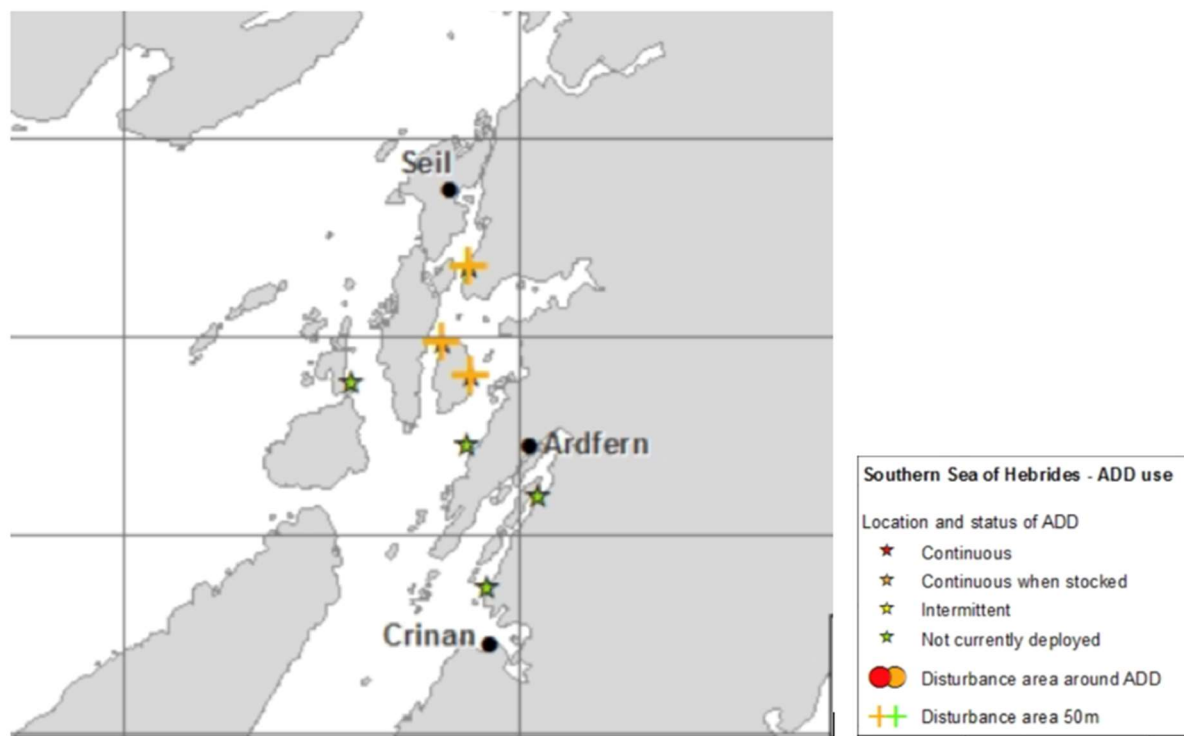 Seil
Ardfern
Crinan
Southern Sea of Hebrides - ADD use
Location and status of ADD
Continuous
Continuous when stocked
Intermittent
Not currently deployed
Disturbance area around ADD
Disturbance area 50m